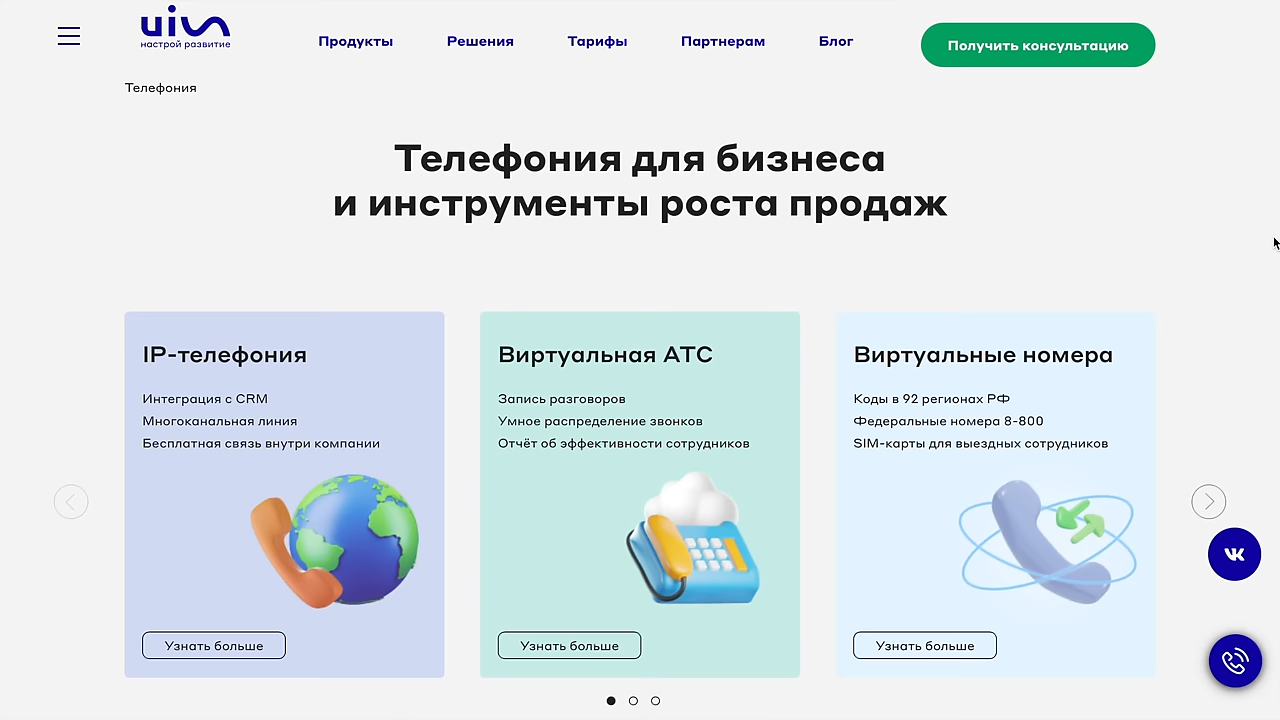 uis
настрой развитие
Продукты
Решения
Тарифы
Партнерам
Блог
Получить консультацию
Телефония
Телефония для бизнеса
и инструменты роста продаж
IP-телефония
Интеграция с CRM
Многоканальная линия
Бесплатная связь внутри компании
Узнать больше
Виртуальная АТС
Запись разговоров
Умное распределение звонков
Отчёт об эффективности сотрудников
Узнать больше
Виртуальные номера
Коды в 92 регионах РФ
Федеральные номера 8-800
SIM-карты для выездных сотрудников
Узнать больше